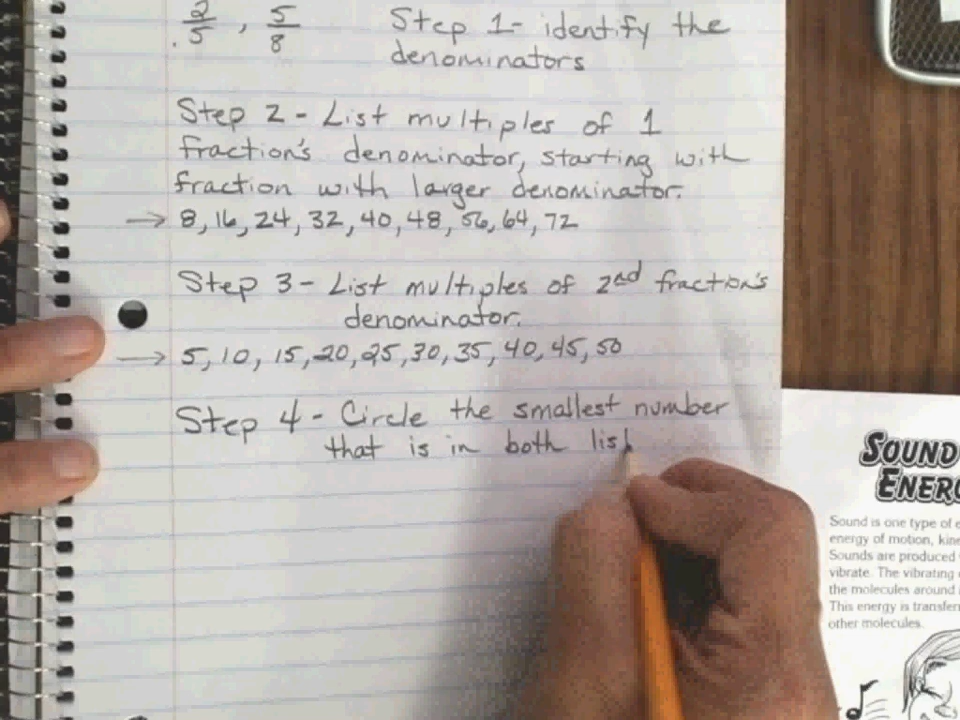 2/5 , 5/8 Step 1- identify the
denominators
Step 2 - List multiples of 1
fraction's denominator, starting with
fraction with larger denominator.
→ 8, 16, 24, 32, 40, 48, 56, 64, 72
Step 3 - List multiples of 2nd fraction's
denominator.
→ 5, 10, 15, 20, 25, 30, 35, 40, 45, 50
Step 4 - Circle the smallest number
that is in both list
SOUND
Sound is one type of
energy of motion,
Sounds are produced
vibrate. The vibrating
the molecules around
This energy is
other molecules.